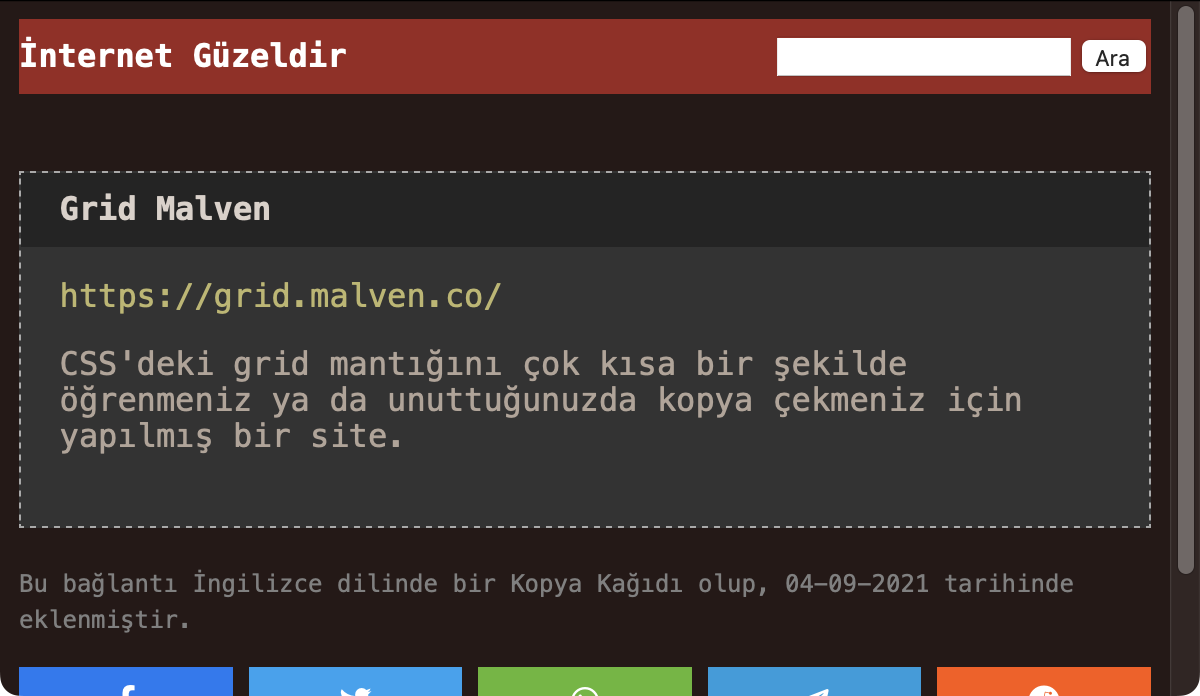 İnternet Güzeldir
Ara
Grid Malven
https://grid.malven.co/
CSS'deki grid mantığını çok kısa bir şekilde
öğrenmeniz ya da unuttuğunuzda kopya çekmeniz için
yapılmış bir site.
Bu bağlantı İngilizce dilinde bir Kopya Kağıdı olup, 04-09-2021 tarihinde
eklenmiştir.